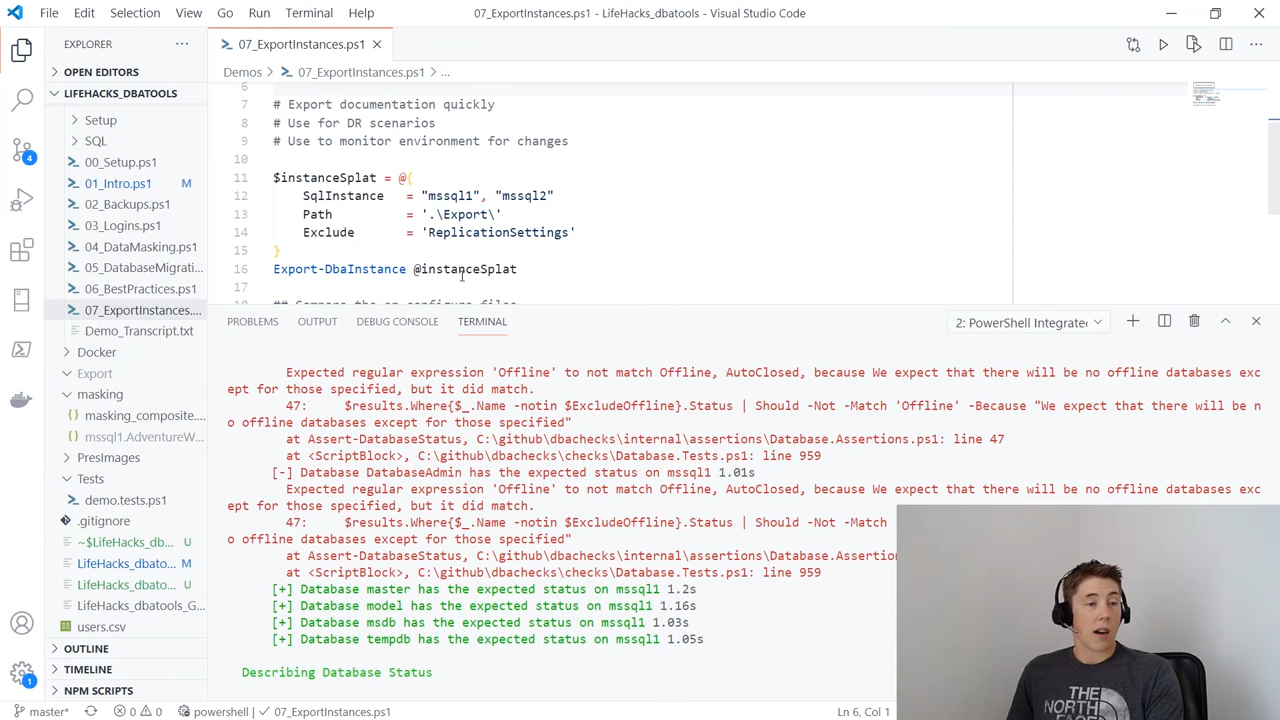 File Edit Selection View Go Run Terminal Help
07_ExportInstances.ps1 - LifeHacks_dbatools - Visual Studio Code
EXPLORER
OPEN EDITORS
LIFEHACKS_DBATOOLS
Setup
SQL
00_Setup.ps1
01_Intro.ps1 M
02_Backups.ps1
03_Logins.ps1
04_DataMasking.ps1
05_DatabaseMigrati...
06_BestPractices.ps1
07_ExportInstances....
Demo_Transcript.txt
Docker
Export
masking
masking_composite....
mssql1.AdventureW...
PresImages
Tests
demo.tests.ps1
.gitignore
~$LifeHacks_db... U
LifeHacks_dbato... M
LifeHacks_dbato... U
LifeHacks_dbatools_G...
users.csv
OUTLINE
TIMELINE
NPM SCRIPTS
4
1
07_ExportInstances.ps1
Demos > 07_ExportInstances.ps1 > ...
6
7 # Export documentation quickly
8 # Use for DR scenarios
9 # Use to monitor environment for changes
10
11 $instanceSplat = @{
12 SqlInstance = "mssql1", "mssql2"
13 Path = '.\Export\'
14 Exclude = 'ReplicationSettings'
15 }
16 Export-DbaInstance @instanceSplat
17
18 ## Compare the sp_configure files
PROBLEMS OUTPUT DEBUG CONSOLE TERMINAL
2: PowerShell Integrate
Expected regular expression 'Offline' to not match Offline, AutoClosed, because We expect that there will be no offline databases exc
ept for those specified, but it did match.
47: $results.Where{$_.Name -notin $ExcludeOffline}.Status | Should -Not -Match 'Offline' -Because "We expect that there will be n
o offline databases except for those specified"
at Assert-DatabaseStatus, C:\github\dbachecks\internal\assertions\Database.Assertions.ps1: line 47
at <ScriptBlock>, C:\github\dbachecks\checks\Database.Tests.ps1: line 959
[-] Database DatabaseAdmin has the expected status on mssql1 1.01s
Expected regular expression 'Offline' to not match Offline, AutoClosed, because We expect that there will be no offline databases exc
ept for those specified, but it did match.
47: $results.Where{$_.Name -notin $ExcludeOffline}.Status | Should -Not -Match
o offline databases except for those specified"
at Assert-DatabaseStatus, C:\github\dbachecks\internal\assertions\Database.Assertion
at <ScriptBlock>, C:\github\dbachecks\checks\Database.Tests.ps1: line 959
[+] Database master has the expected status on mssql1 1.2s
[+] Database model has the expected status on mssql1 1.16s
[+] Database msdb has the expected status on mssql1 1.03s
[+] Database tempdb has the expected status on mssql1 1.05s
Describing Database Status
THE
NORTH
FACE
master* 0 0 powershell | 07_ExportInstances.ps1
Ln 6, Col 1